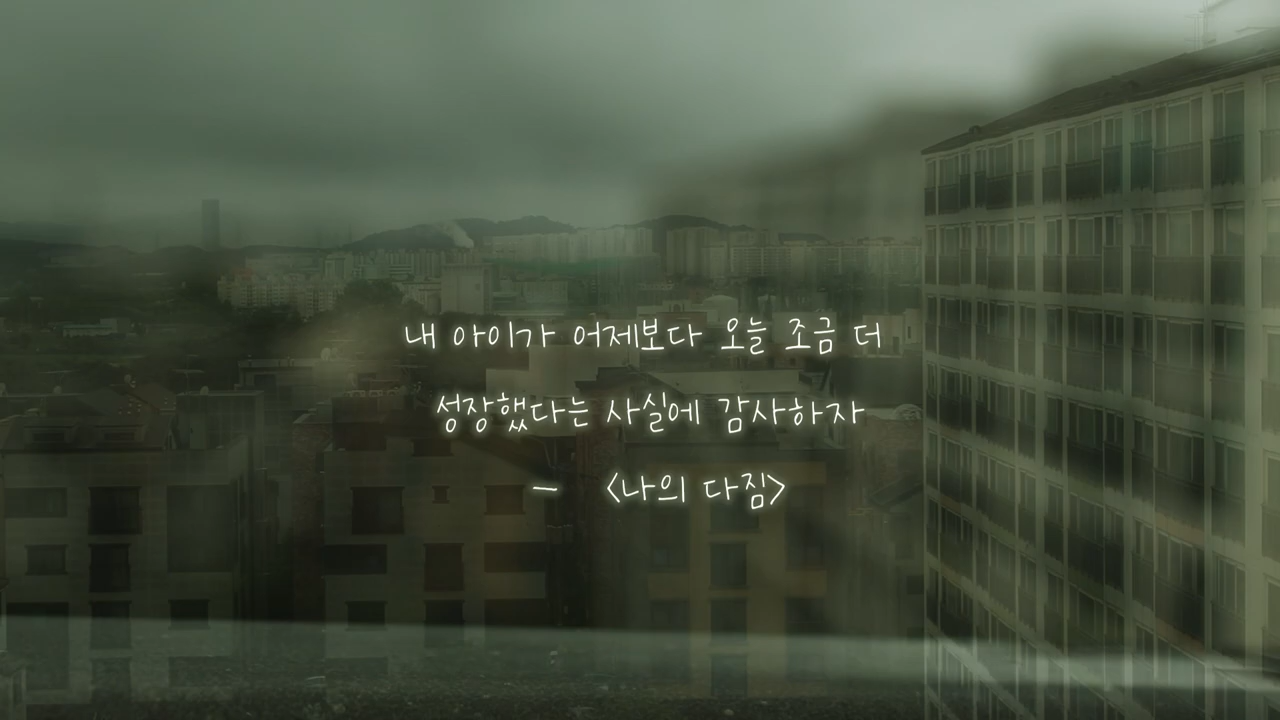 내 아이가 어제보다 오늘 조금 더
성장했다는 사실에 감사하자
– <나의 다짐>